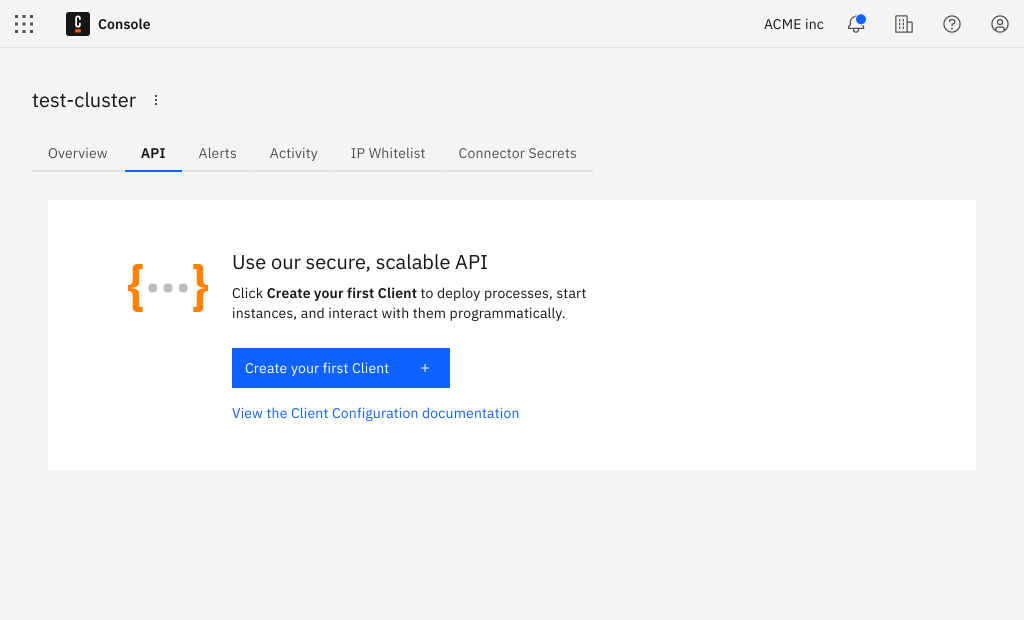 Console
ACME inc
test-cluster
Overview
API
Alerts
Activity
IP Whitelist
Connector Secrets
Use our secure, scalable API
Click Create your first Client to deploy processes, start
instances, and interact with them programmatically.
Create your first Client +
View the Client Configuration documentation